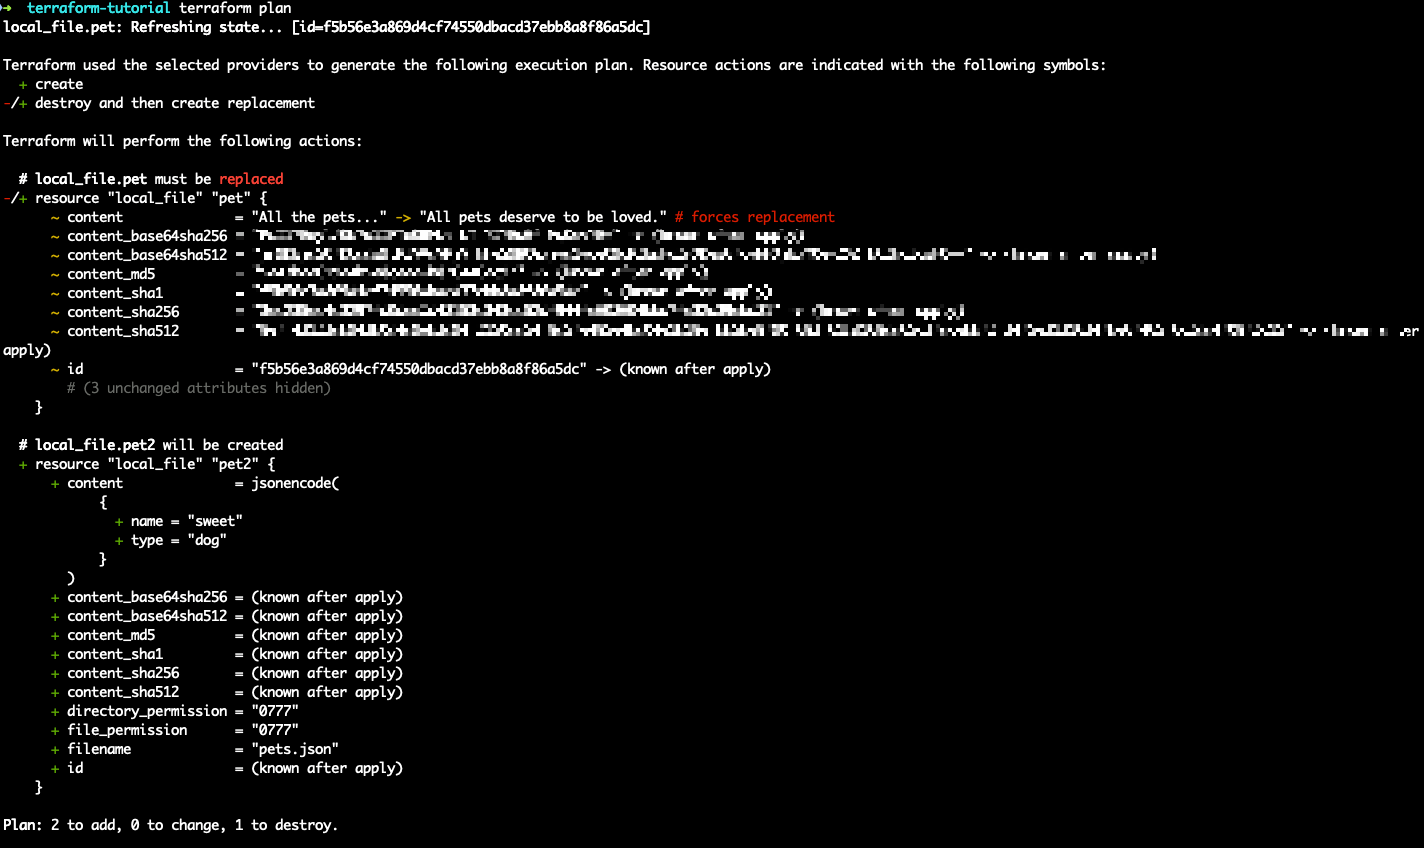 ➜ terraform-tutorial terraform plan
local_file.pet: Refreshing state... [id=f5b56e3a869d4cf74550dbacd37ebb8a8f86a5dc]
Terraform used the selected providers to generate the following execution plan. Resource actions are indicated with the following symbols:
+ create
-/+ destroy and then create replacement
Terraform will perform the following actions:
# local_file.pet must be replaced
-/+ resource "local_file" "pet" {
~ content = "All the pets..." -> "All pets deserve to be loved." # forces replacement
~ content_base64sha256 =
~ content_base64sha512 =
~ content_md5 =
~ content_sha1 =
~ content_sha256 =
~ content_sha512 =
apply)
~ id = "f5b56e3a869d4cf74550dbacd37ebb8a8f86a5dc" -> (known after apply)
# (3 unchanged attributes hidden)
}
# local_file.pet2 will be created
+ resource "local_file" "pet2" {
+ content = jsonencode(
{
+ name = "sweet"
+ type = "dog"
}
)
+ content_base64sha256 = (known after apply)
+ content_base64sha512 = (known after apply)
+ content_md5 = (known after apply)
+ content_sha1 = (known after apply)
+ content_sha256 = (known after apply)
+ content_sha512 = (known after apply)
+ directory_permission = "0777"
+ file_permission = "0777"
+ filename = "pets.json"
+ id = (known after apply)
}
Plan: 2 to add, 0 to change, 1 to destroy.